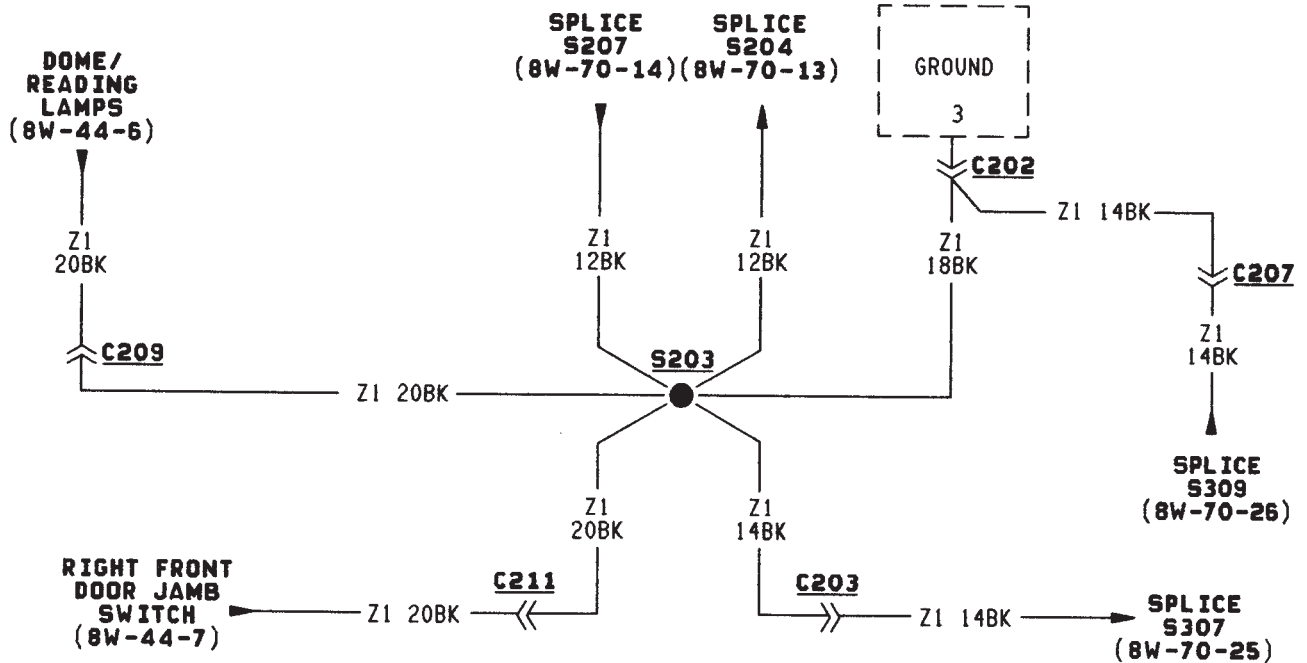 DOME/
READING
LAMPS
(8W-44-6)
SPLICE
S207
(8W-70-14)
SPLICE
S204
(8W-70-13)
GROUND
3
C202
Z1 14BK
C207
Z1
14BK
SPLICE
S309
(8W-70-26)
Z1
20BK
C209
Z1 20BK
Z1
12BK
Z1
12BK
Z1
18BK
S203
Z1
20BK
Z1
14BK
RIGHT FRONT
DOOR JAMB
SWITCH
(8W-44-7)
Z1 20BK
C211
C203
Z1 14BK
SPLICE
S307
(8W-70-25)